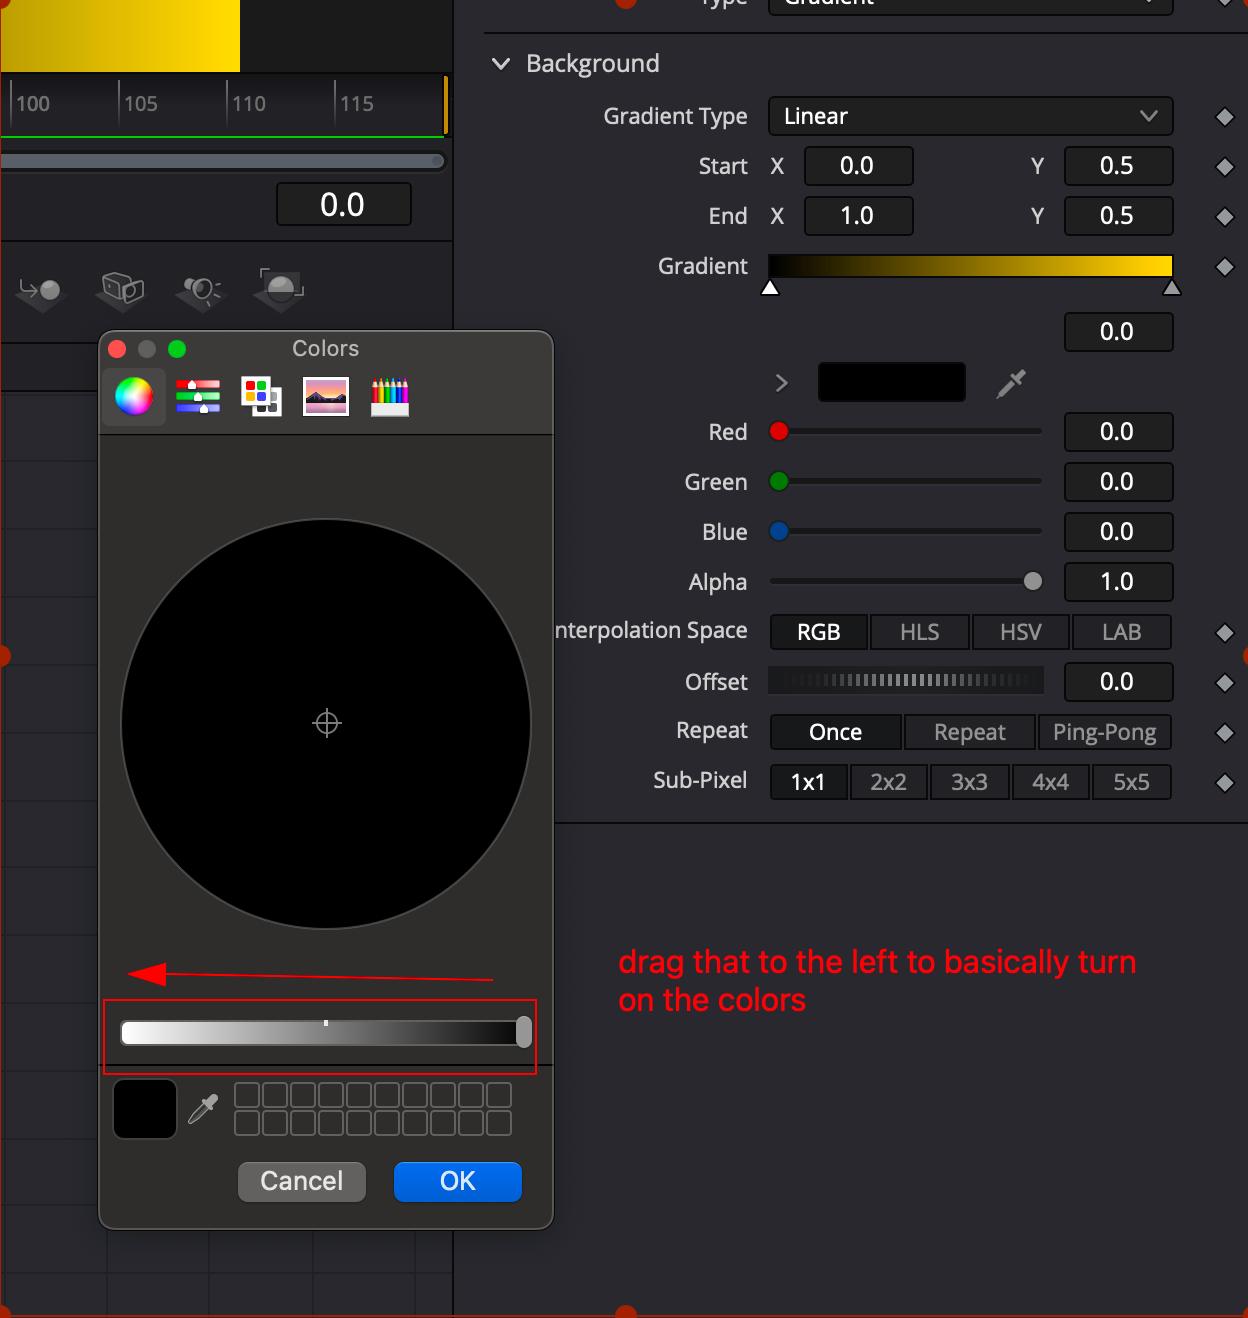 Type Gradient
Background
100 105 110 115
Gradient Type Linear
Start X 0.0 Y 0.5
0.0
End X 1.0 Y 0.5
Gradient
0.0
Colors
Red 0.0
Green 0.0
Blue 0.0
Alpha 1.0
nterpolation Space RGB HLS HSV LAB
Offset 0.0
Repeat Once Repeat Ping-Pong
Sub-Pixel 1x1 2x2 3x3 4x4 5x5
drag that to the left to basically turn
on the colors
Cancel OK